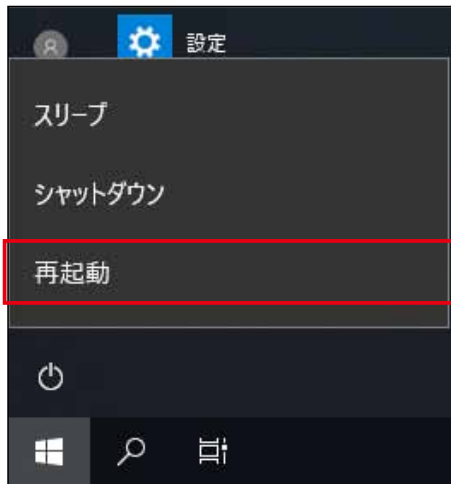 設定
スリープ
シャットダウン
再起動